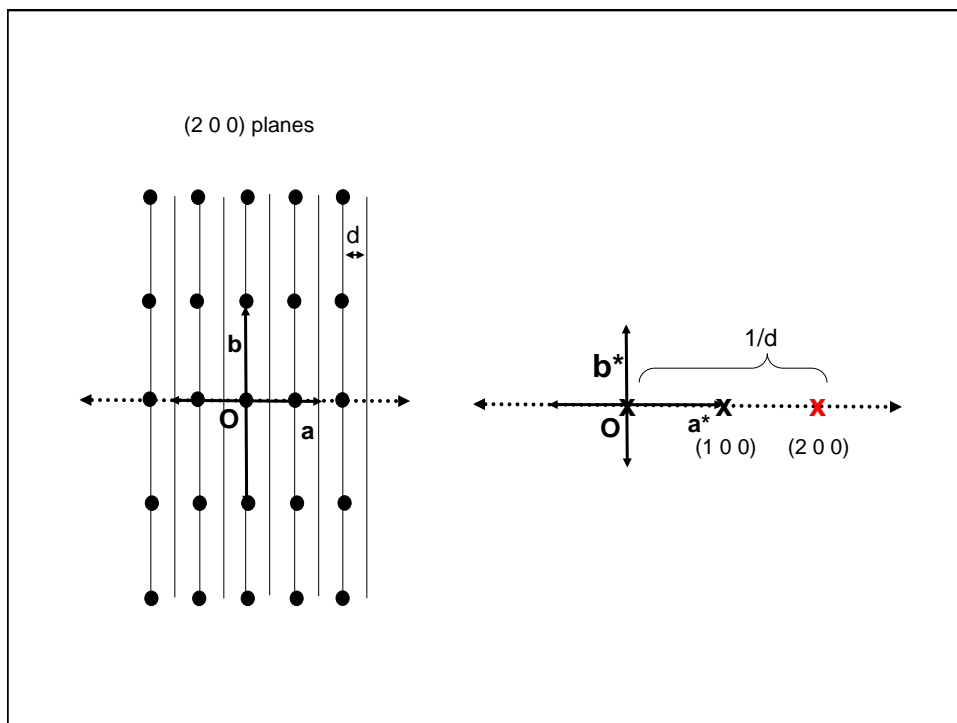 (2 0 0) planes
d
b
O
a
1/d
b*
x x x
O
a*
(1 0 0) (2 0 0)